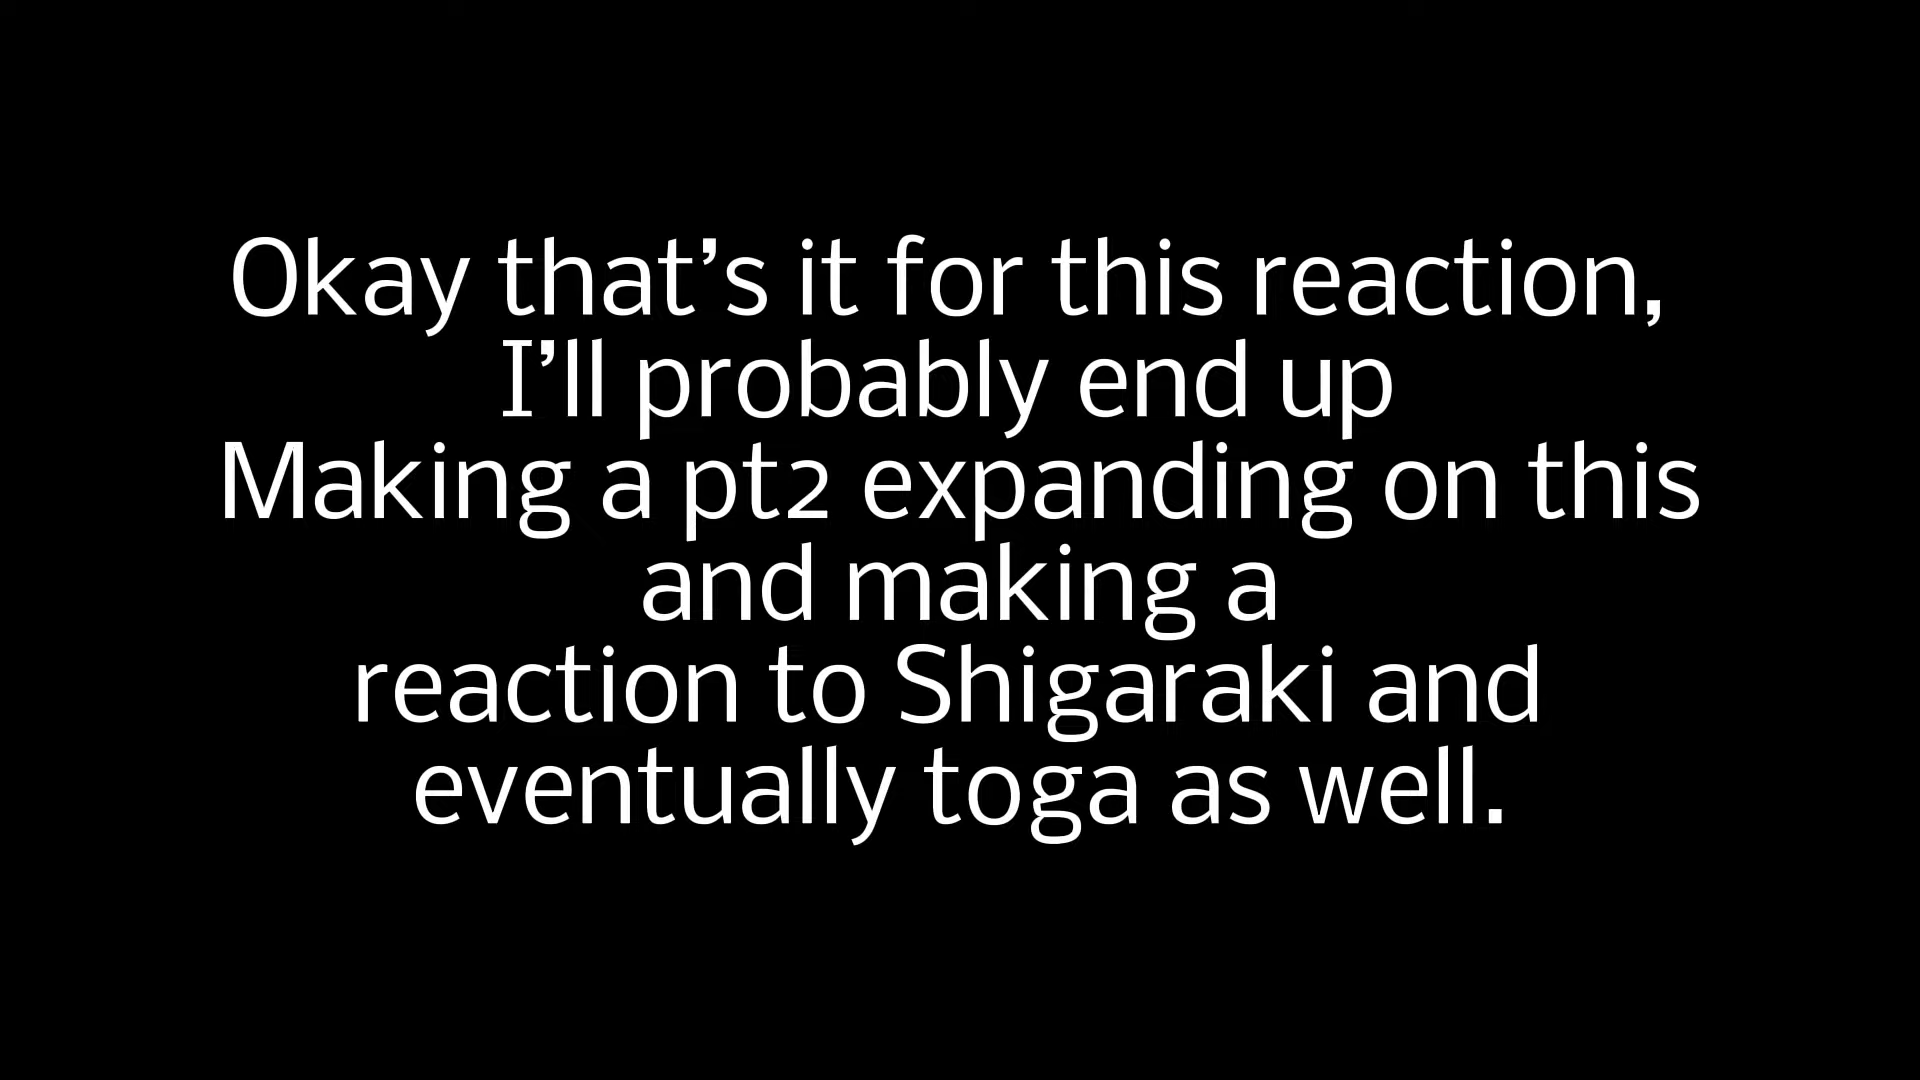 Okay that’s it for this reaction,
I’ll probably end up
Making a pt2 expanding on this
and making a
reaction to Shigaraki and
eventually toga as well.